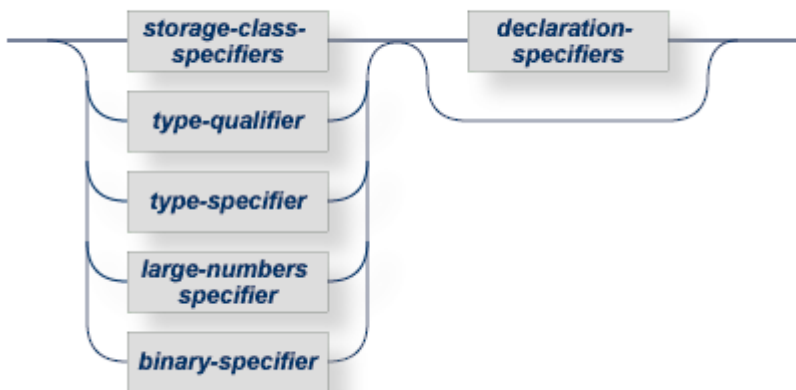 storage-class-
specifiers
declaration-
specifiers
type-qualifier
type-specifier
large-numbers
specifier
binary-specifier